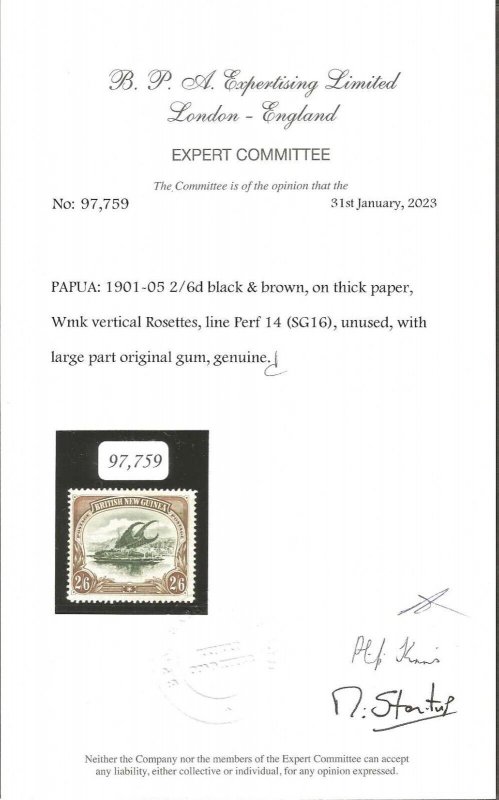 B. P. A. Expertising Limited
London - England
EXPERT COMMITTEE
The Committee is of the opinion that the
No: 97,759 31st January, 2023
PAPUA: 1901-05 2/6d black & brown, on thick paper,
Wmk vertical Rosettes, line Perf 14 (SG16), unused, with
large part original gum, genuine.
97,759
BRITISH NEW GUINEA
POSTAGE POSTAGE
2/6 2/6
Neither the Company nor the members of the Expert Committee can accept
any liability, either collective or individual, for any opinion expressed.